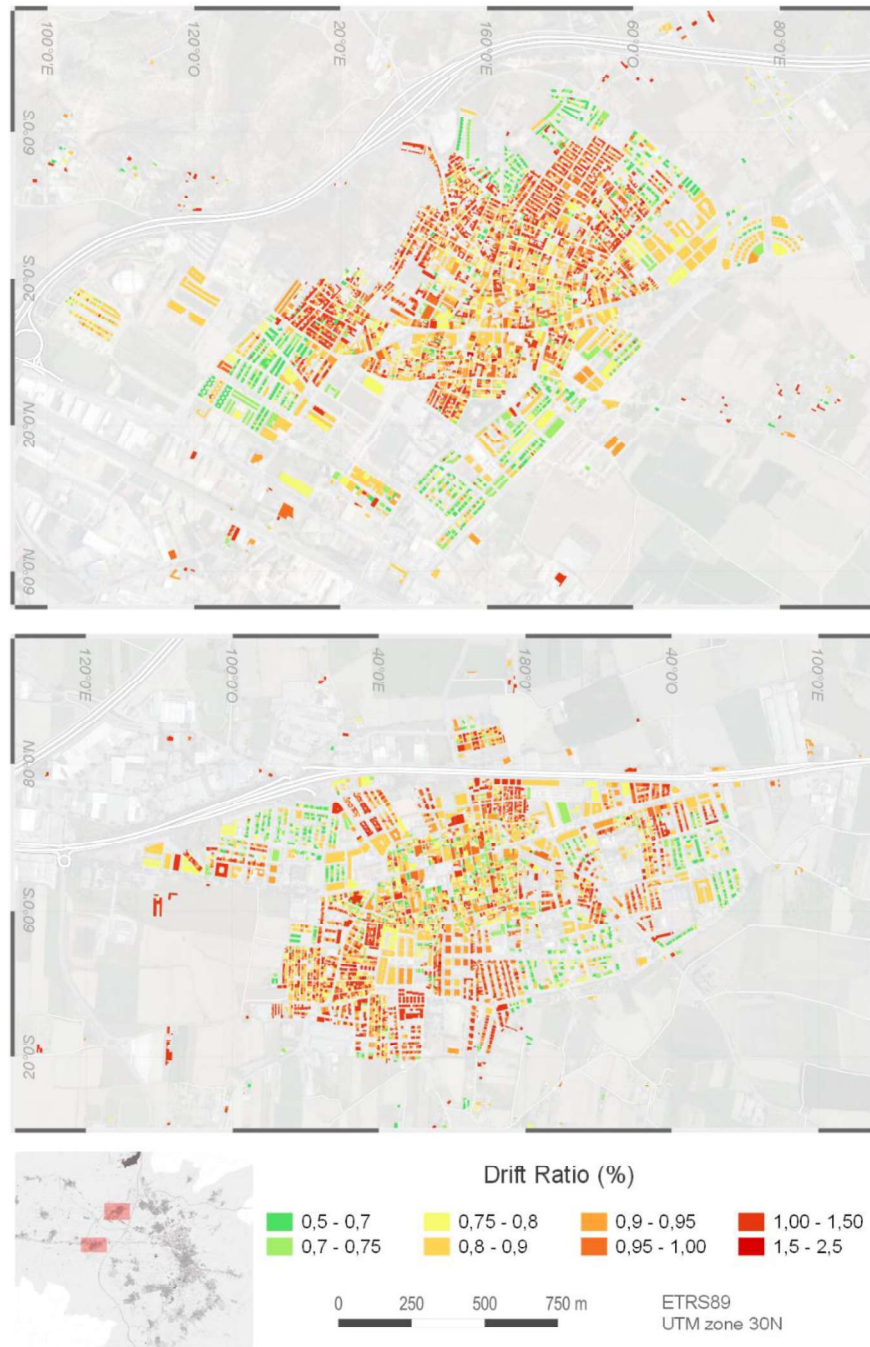 100°0'E
120°0'O
20°0'E
160°0'E
60°0'O
80°0'E
60°0'S
20°0'S
20°0'N
60°0'N
120°0'E
100°0'O
40°0'E
180°0'
40°0'O
100°0'E
80°0'N
60°0'S
20°0'S
Drift Ratio (%)
0,5 - 0,7
0,75 - 0,8
0,9 - 0,95
1,00 - 1,50
0,7 - 0,75
0,8 - 0,9
0,95 - 1,00
1,5 - 2,5
0 250 500 750 m
ETRS89
UTM zone 30N